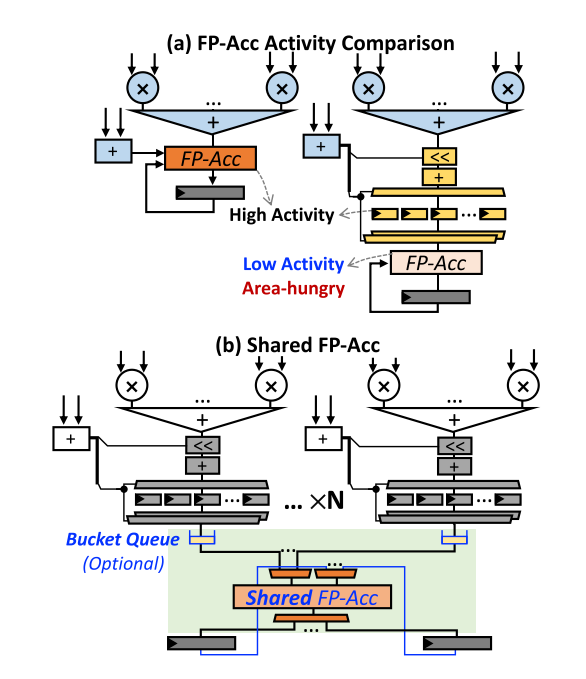 (a) FP-Acc Activity Comparison
× ... ×
× ... ×
+
+
+
+
<<
FP-Acc
+
High Activity
...
Low Activity
FP-Acc
Area-hungry
(b) Shared FP-Acc
× ... ×
× ... ×
+
+
+
<<
+
<<
+
+
...
... ×N
...
Bucket Queue
(Optional)
...
...
Shared FP-Acc
...